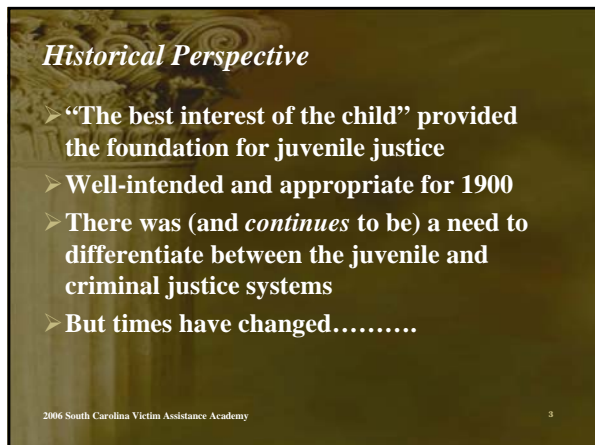 Historical Perspective
➢“The best interest of the child” provided
the foundation for juvenile justice
➢Well-intended and appropriate for 1900
➢There was (and continues to be) a need to
differentiate between the juvenile and
criminal justice systems
➢But times have changed……….
2006 South Carolina Victim Assistance Academy 3